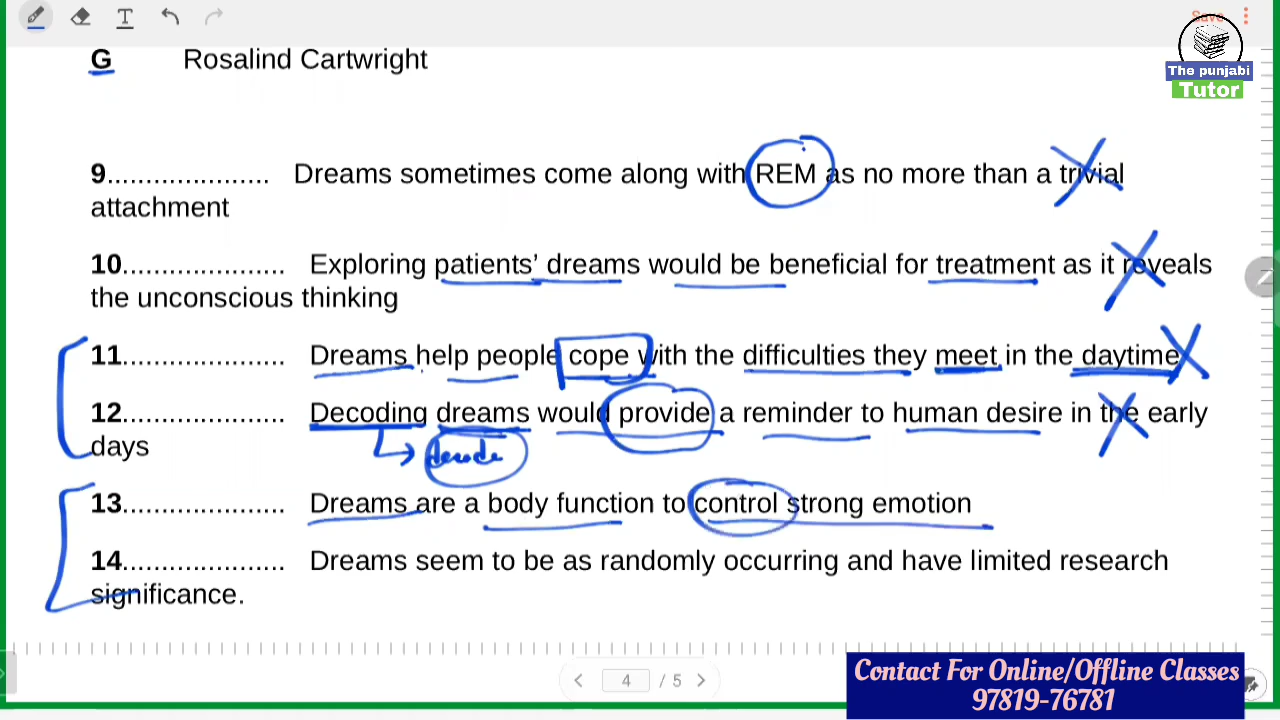 Save
The punjabi
Tutor
G Rosalind Cartwright
9..................... Dreams sometimes come along with REM as no more than a trivial
attachment
10..................... Exploring patients’ dreams would be beneficial for treatment as it reveals
the unconscious thinking
11..................... Dreams help people cope with the difficulties they meet in the daytime
12..................... Decoding dreams would provide a reminder to human desire in the early
days
13..................... Dreams are a body function to control strong emotion
14..................... Dreams seem to be as randomly occurring and have limited research
significance.
4 / 5
Contact For Online/Offline Classes
97819-76781